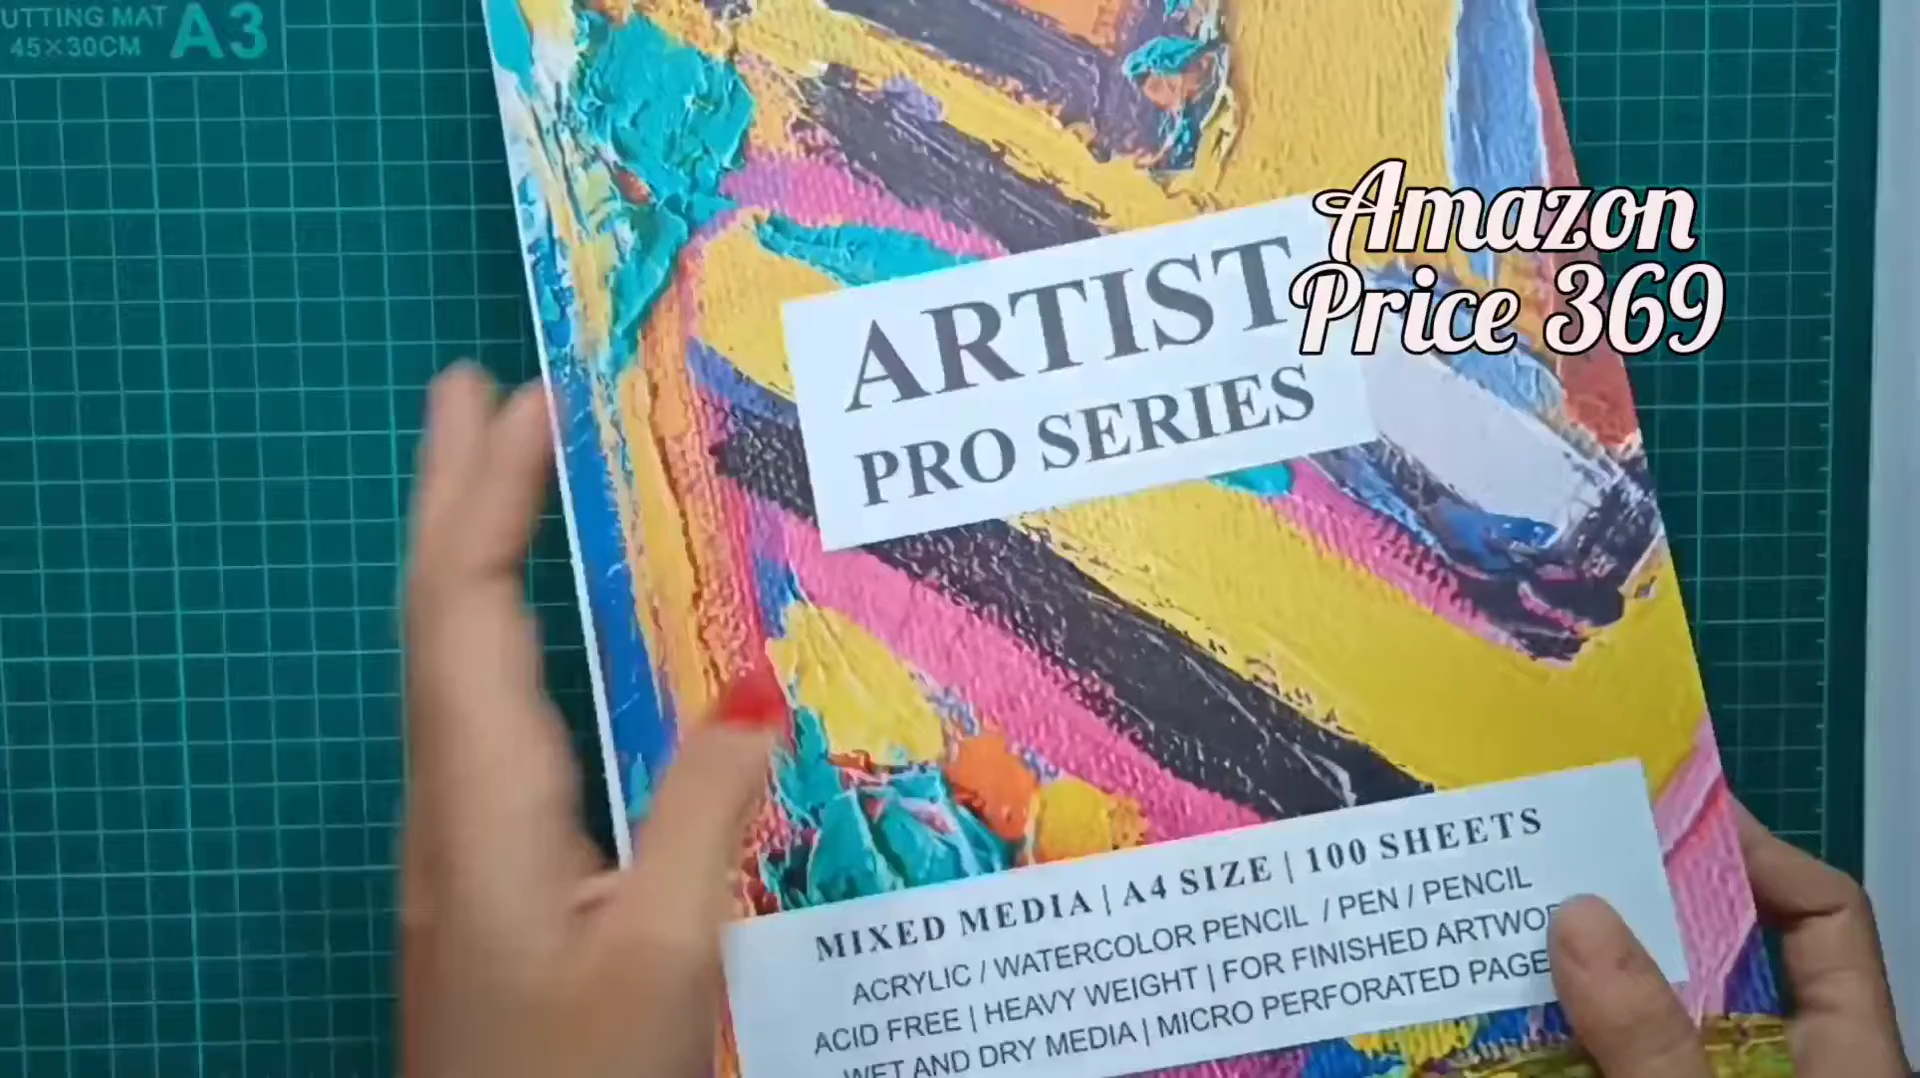 UTTING MAT
45×30CM A3
Amazon
Price 369
ARTIST
PRO SERIES
MIXED MEDIA | A4 SIZE | 100 SHEETS
ACRYLIC / WATERCOLOR PENCIL / PEN / PENCIL
ACID FREE | HEAVY WEIGHT | FOR FINISHED ARTWO
WET AND DRY MEDIA | MICRO PERFORATED PAGE